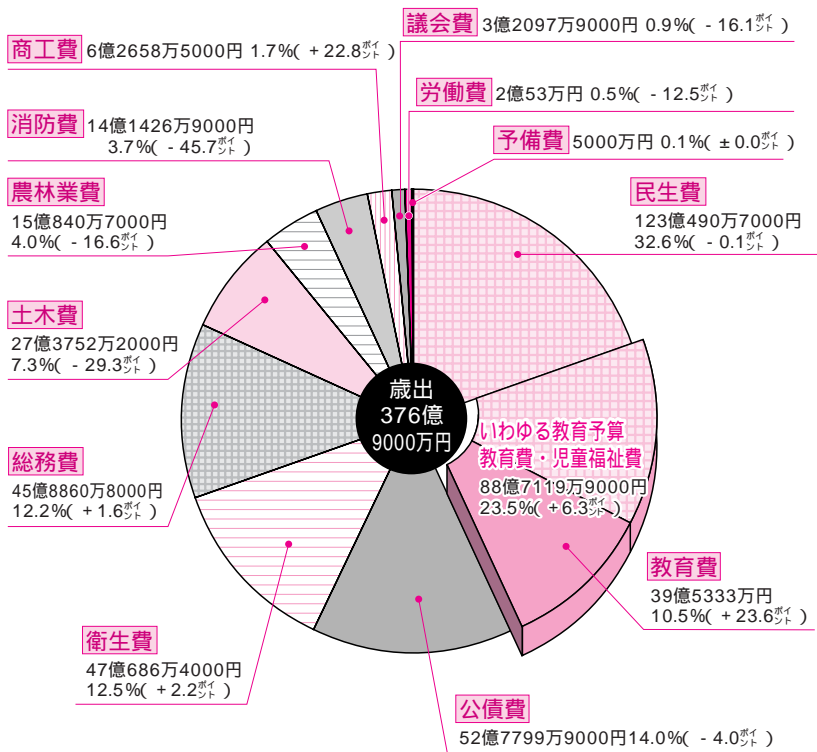 議会費 3億2097万9000円 0.9%( - 16.1ポイント )
商工費 6億2658万5000円 1.7%( + 22.8ポイント )
労働費 2億53万円 0.5%( - 12.5ポイント )
消防費 14億1426万9000円
3.7%( - 45.7ポイント )
予備費 5000万円 0.1%( ± 0.0ポイント )
農林業費
15億840万7000円
4.0%( - 16.6ポイント )
民生費
123億490万7000円
32.6%( - 0.1ポイント )
土木費
27億3752万2000円
7.3%( - 29.3ポイント )
歳出
376億
9000万円
いわゆる教育予算
教育費・児童福祉費
88億7119万9000円
23.5%( +6.3ポイント )
総務費
45億8860万8000円
12.2%( + 1.6ポイント )
教育費
39億5333万円
10.5%( + 23.6ポイント )
衛生費
47億686万4000円
12.5%( + 2.2ポイント )
公債費
52億7799万9000円14.0%( - 4.0ポイント )